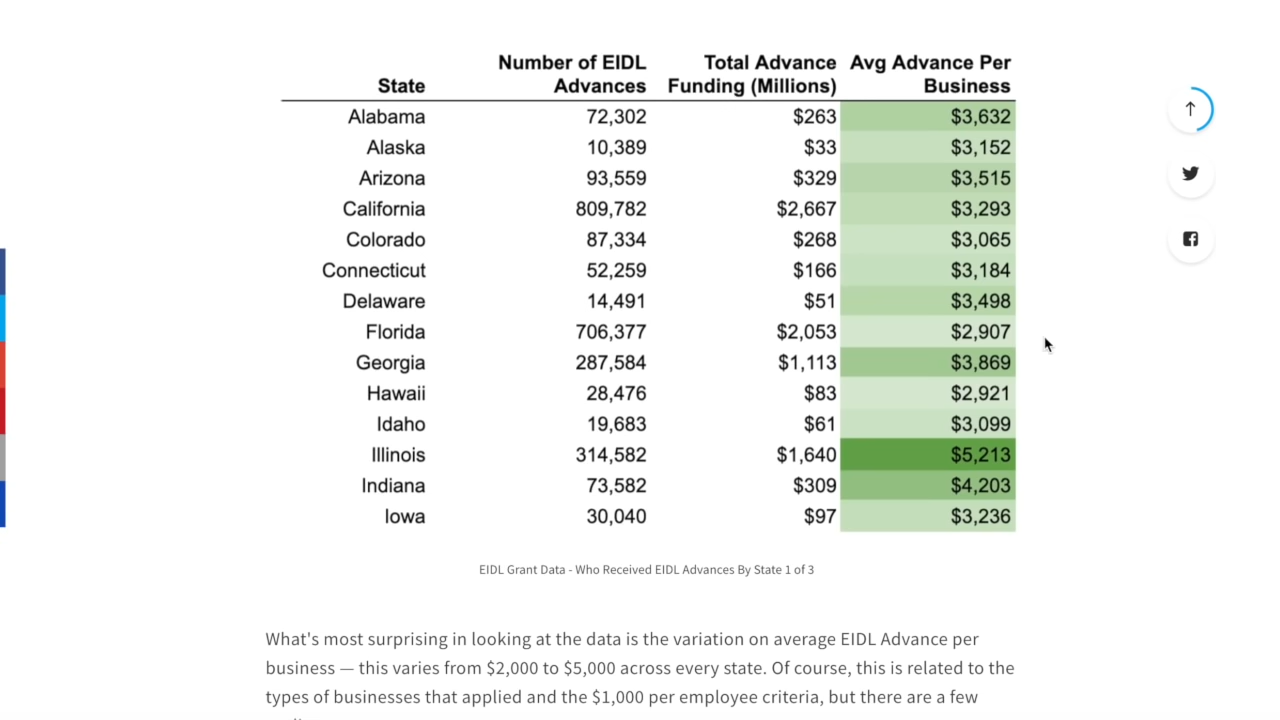 State Number of EIDL Advances Total Advance Funding (Millions) Avg Advance Per Business
Alabama 72,302 $263 $3,632
Alaska 10,389 $33 $3,152
Arizona 93,559 $329 $3,515
California 809,782 $2,667 $3,293
Colorado 87,334 $268 $3,065
Connecticut 52,259 $166 $3,184
Delaware 14,491 $51 $3,498
Florida 706,377 $2,053 $2,907
Georgia 287,584 $1,113 $3,869
Hawaii 28,476 $83 $2,921
Idaho 19,683 $61 $3,099
Illinois 314,582 $1,640 $5,213
Indiana 73,582 $309 $4,203
Iowa 30,040 $97 $3,236
EIDL Grant Data - Who Received EIDL Advances By State 1 of 3
What's most surprising in looking at the data is the variation on average EIDL Advance per
business — this varies from $2,000 to $5,000 across every state. Of course, this is related to the
types of businesses that applied and the $1,000 per employee criteria, but there are a few